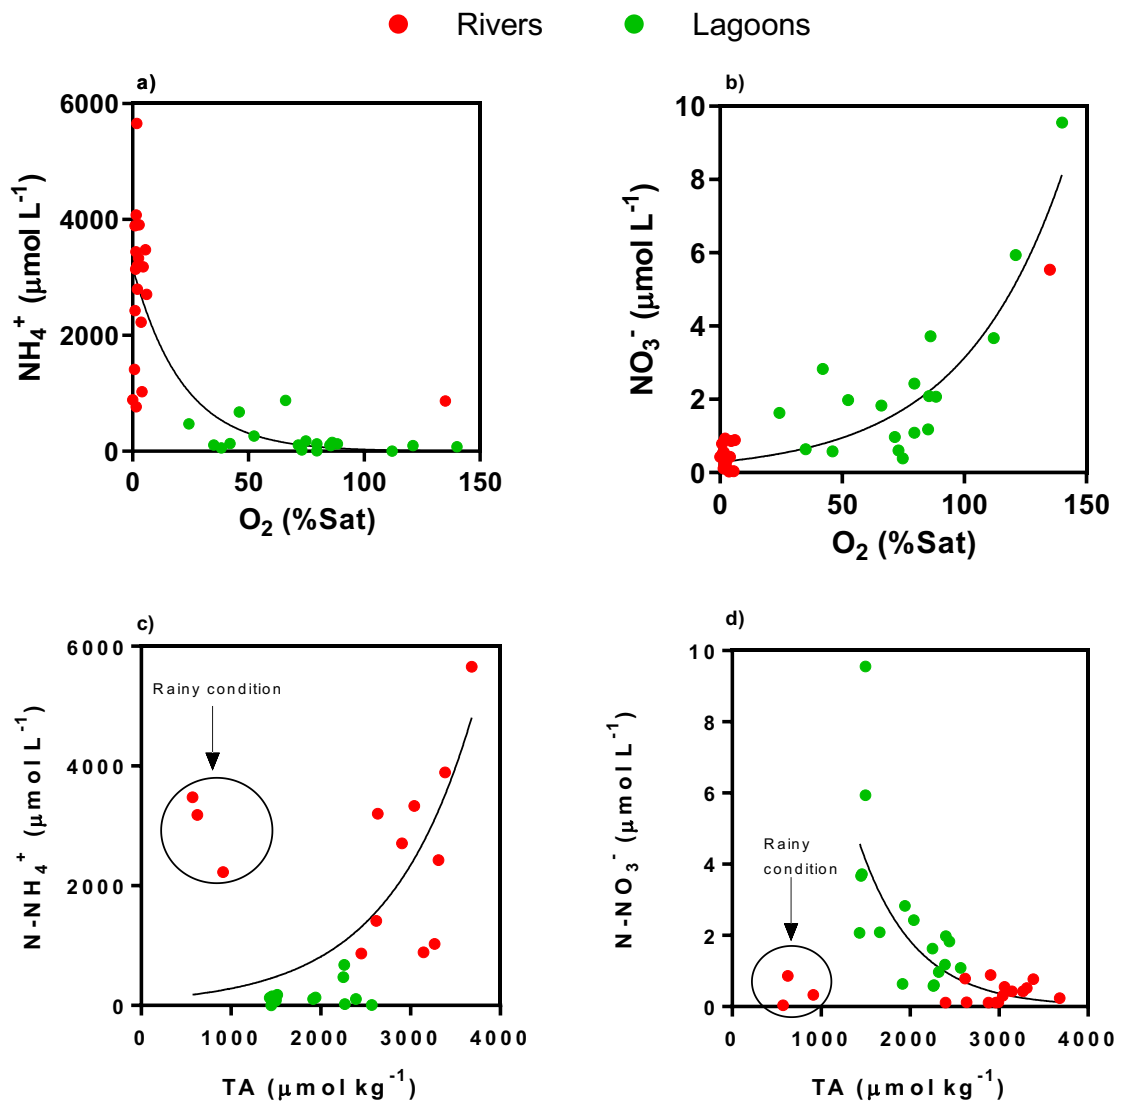 Rivers Lagoons
a)
6000
4000
2000
0
0 50 100 150
NH₄⁺ (μmol L⁻¹)
O₂ (%Sat)
b)
10
8
6
4
2
0
0 50 100 150
NO₃⁻ (μmol L⁻¹)
O₂ (%Sat)
c)
6000
4000
2000
0
0 1000 2000 3000 4000
Rainy condition
N-NH₄⁺ (μmol L⁻¹)
TA (μmol kg⁻¹)
d)
10
8
6
4
2
0
0 1000 2000 3000 4000
Rainy
condition
N-NO₃⁻ (μmol L⁻¹)
TA (μmol kg⁻¹)